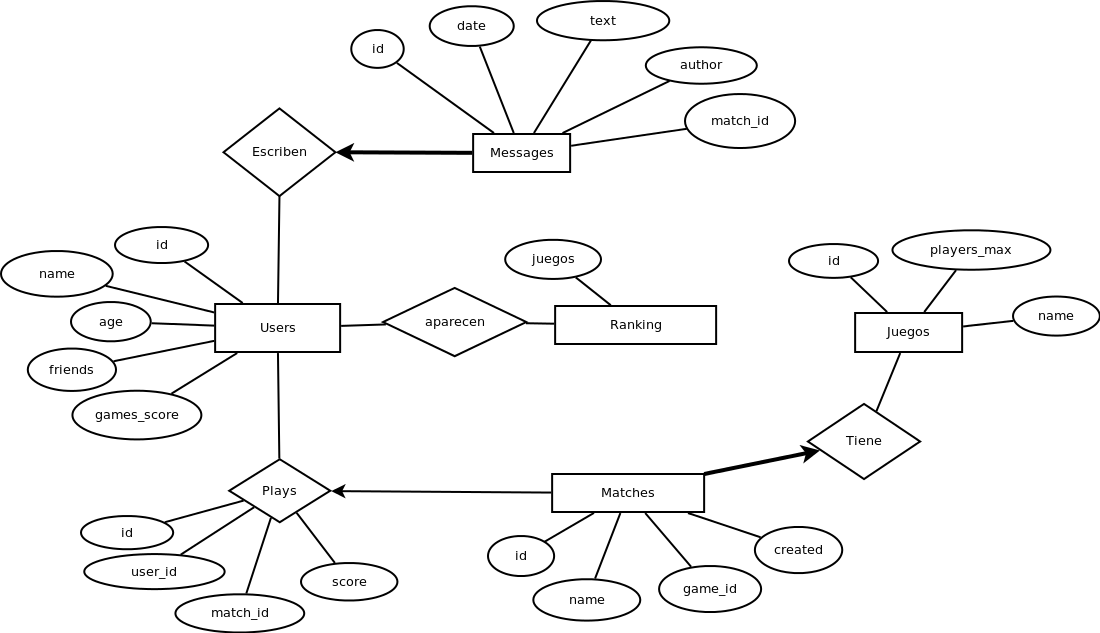 text
date
id
author
match_id
Escriben
Messages
id
players_max
juegos
id
name
name
age
Users
aparecen
Ranking
Juegos
friends
games_score
Tiene
Plays
Matches
id
id
created
user_id
score
game_id
name
match_id